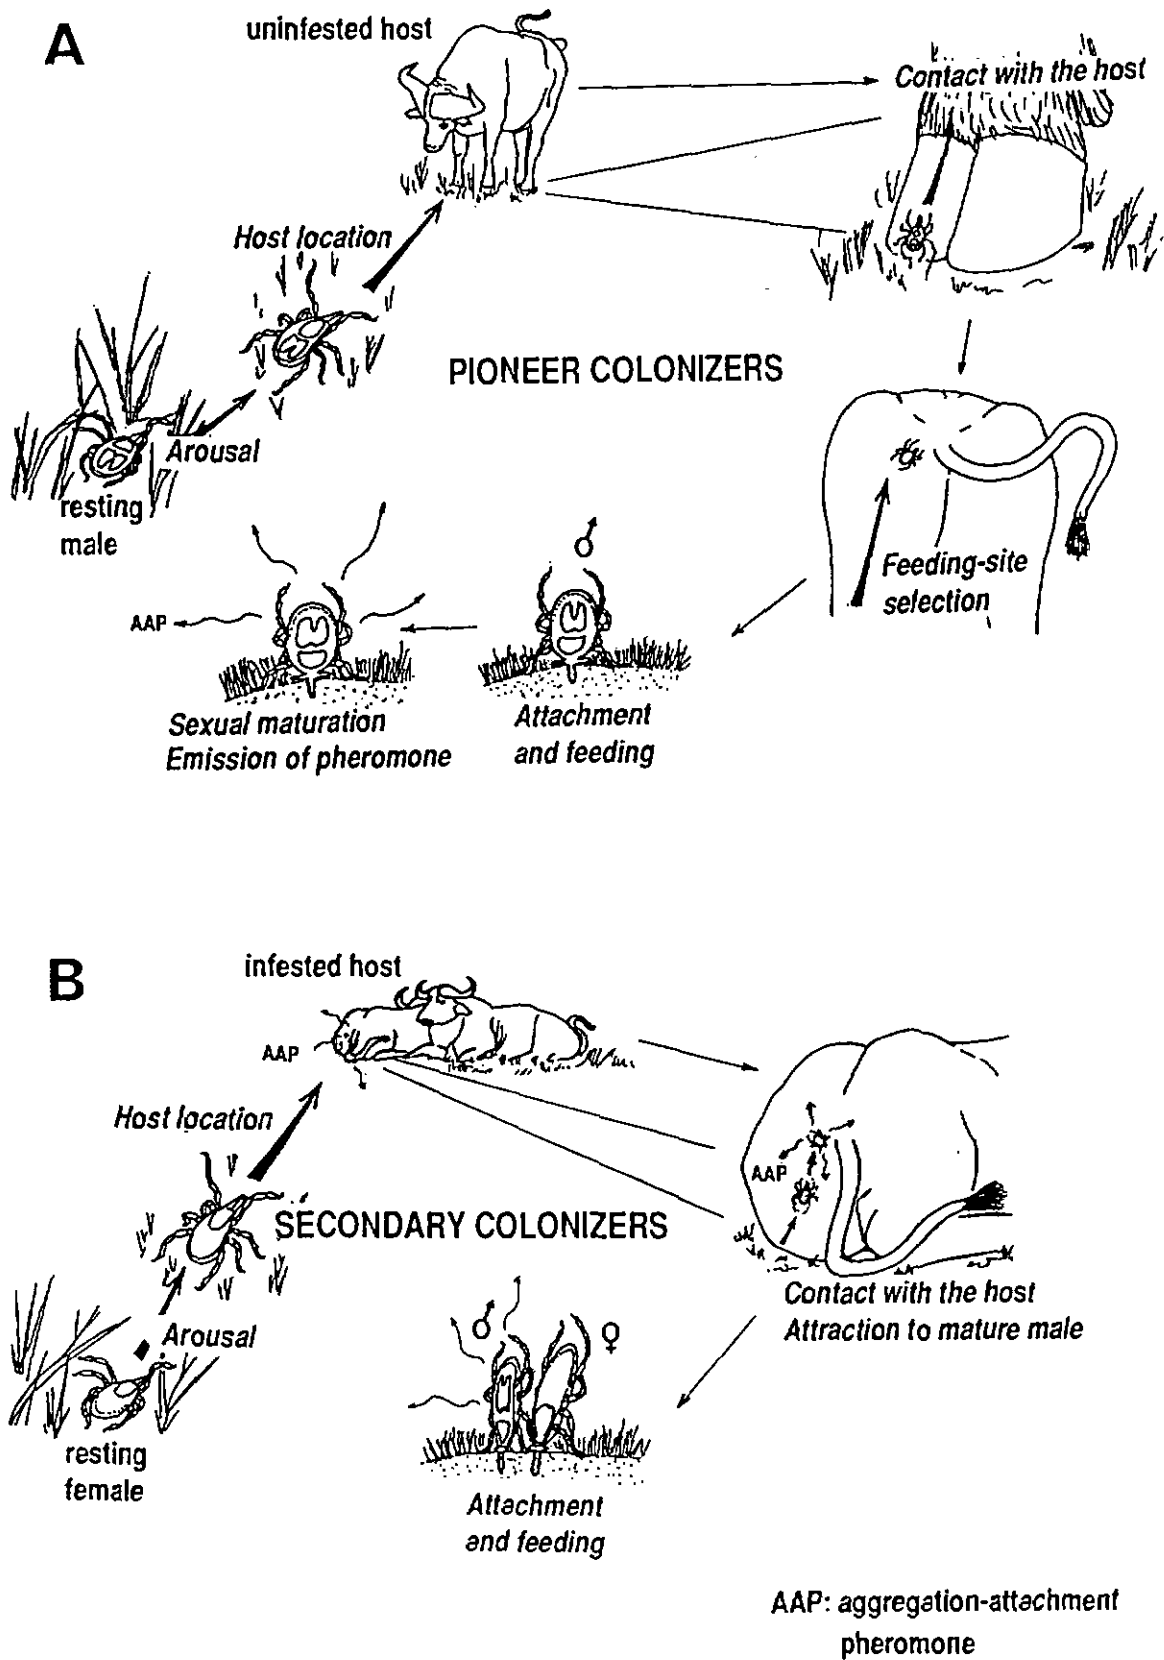 A
uninfested host
Contact with the host
Host location
PIONEER COLONIZERS
Arousal
resting
male
Feeding-site
selection
♂
AAP
Sexual maturation
Emission of pheromone
Attachment
and feeding
B
infested host
AAP
Host location
AAP
SECONDARY COLONIZERS
Contact with the host
Attraction to mature male
Arousal
♂ ♀
resting
female
Attachment
and feeding
AAP: aggregation-attachment
pheromone